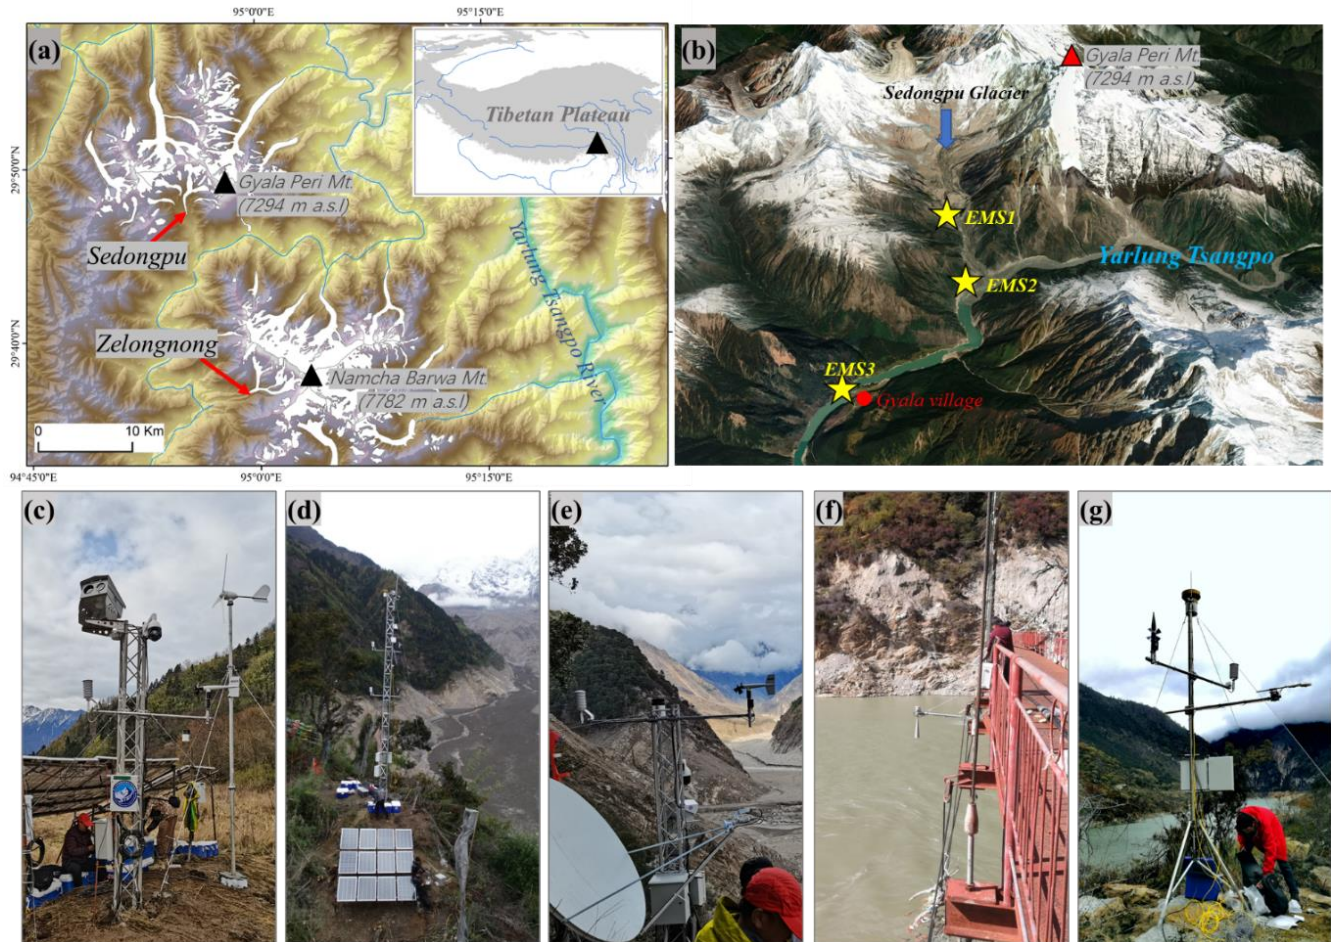 95°0'0"E
95°15'0"E
(a)
29°50'0"N
29°40'0"N
Tibetan Plateau
Gyala Peri Mt.
(7294 m a.s.l)
Sedongpu
Zelongnong
Namcha Barwa Mt.
(7782 m a.s.l)
Yarlung Tsangpo River
0 10 Km
94°45'0"E
95°0'0"E
95°15'0"E
(b)
Gyala Peri Mt.
(7294 m a.s.l)
Sedongpu Glacier
EMS1
EMS2
Yarlung Tsangpo
EMS3
Gyala village
(c)
(d)
(e)
(f)
(g)